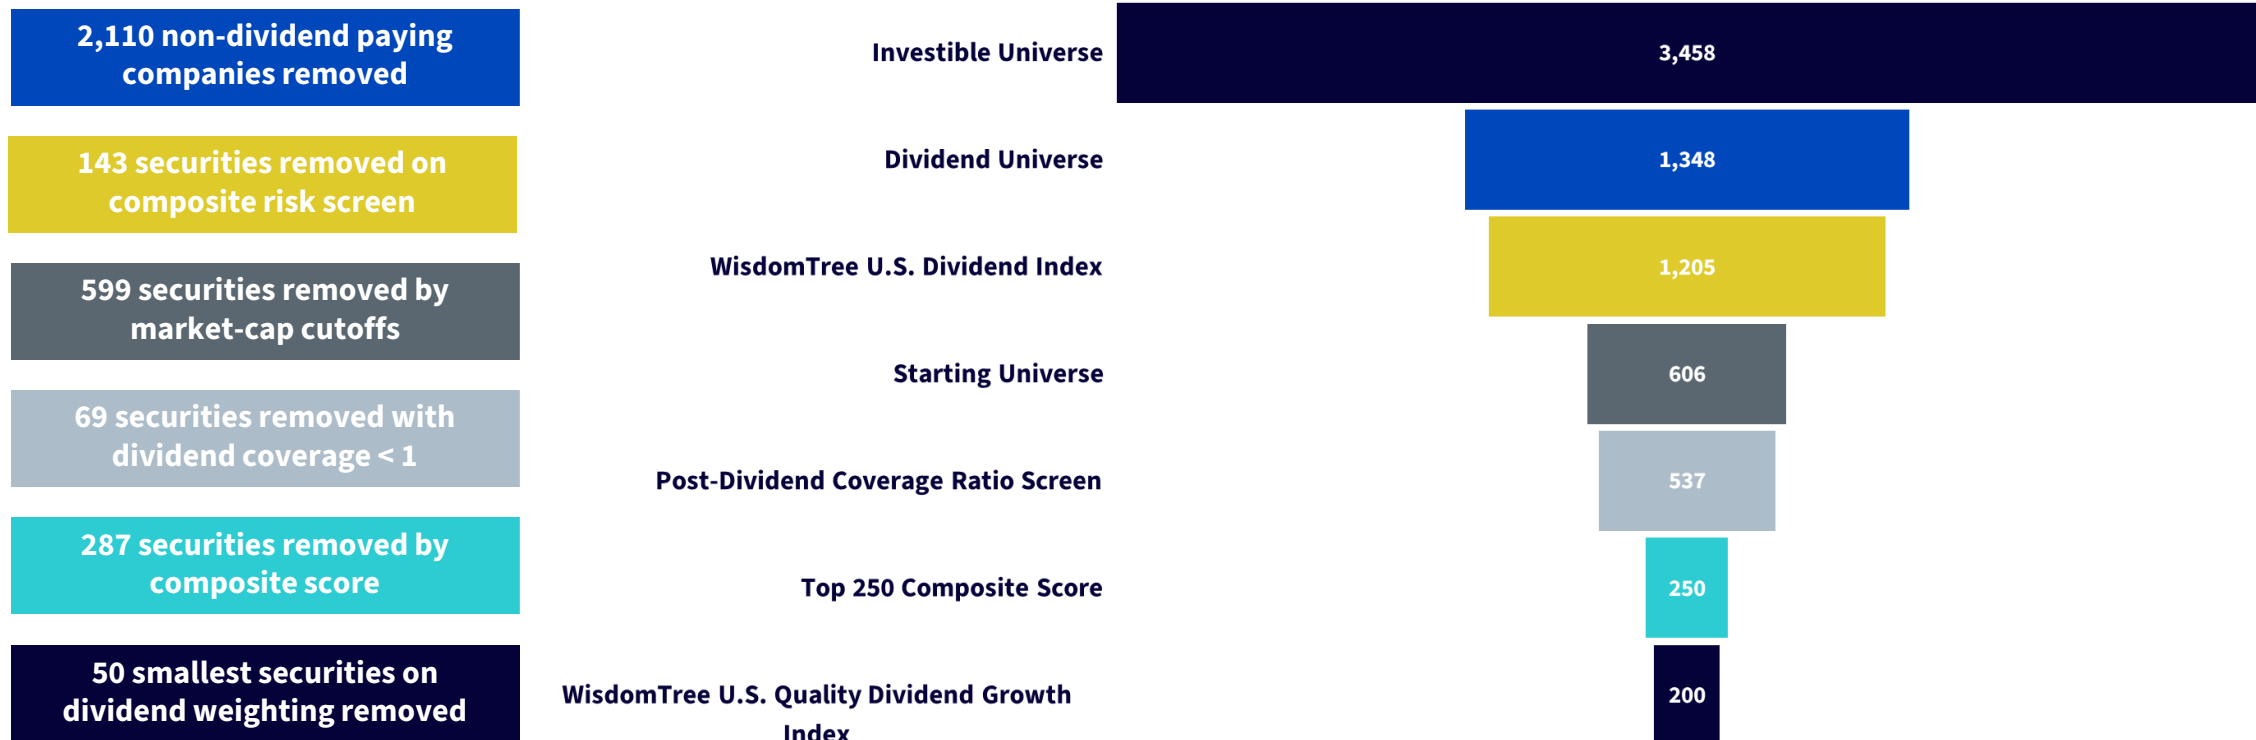 2,110 non-dividend paying
companies removed
143 securities removed on
composite risk screen
599 securities removed by
market-cap cutoffs
69 securities removed with
dividend coverage < 1
287 securities removed by
composite score
50 smallest securities on
dividend weighting removed
Investible Universe
3,458
Dividend Universe
1,348
WisdomTree U.S. Dividend Index
1,205
Starting Universe
606
Post-Dividend Coverage Ratio Screen
537
Top 250 Composite Score
250
WisdomTree U.S. Quality Dividend Growth
Index
200